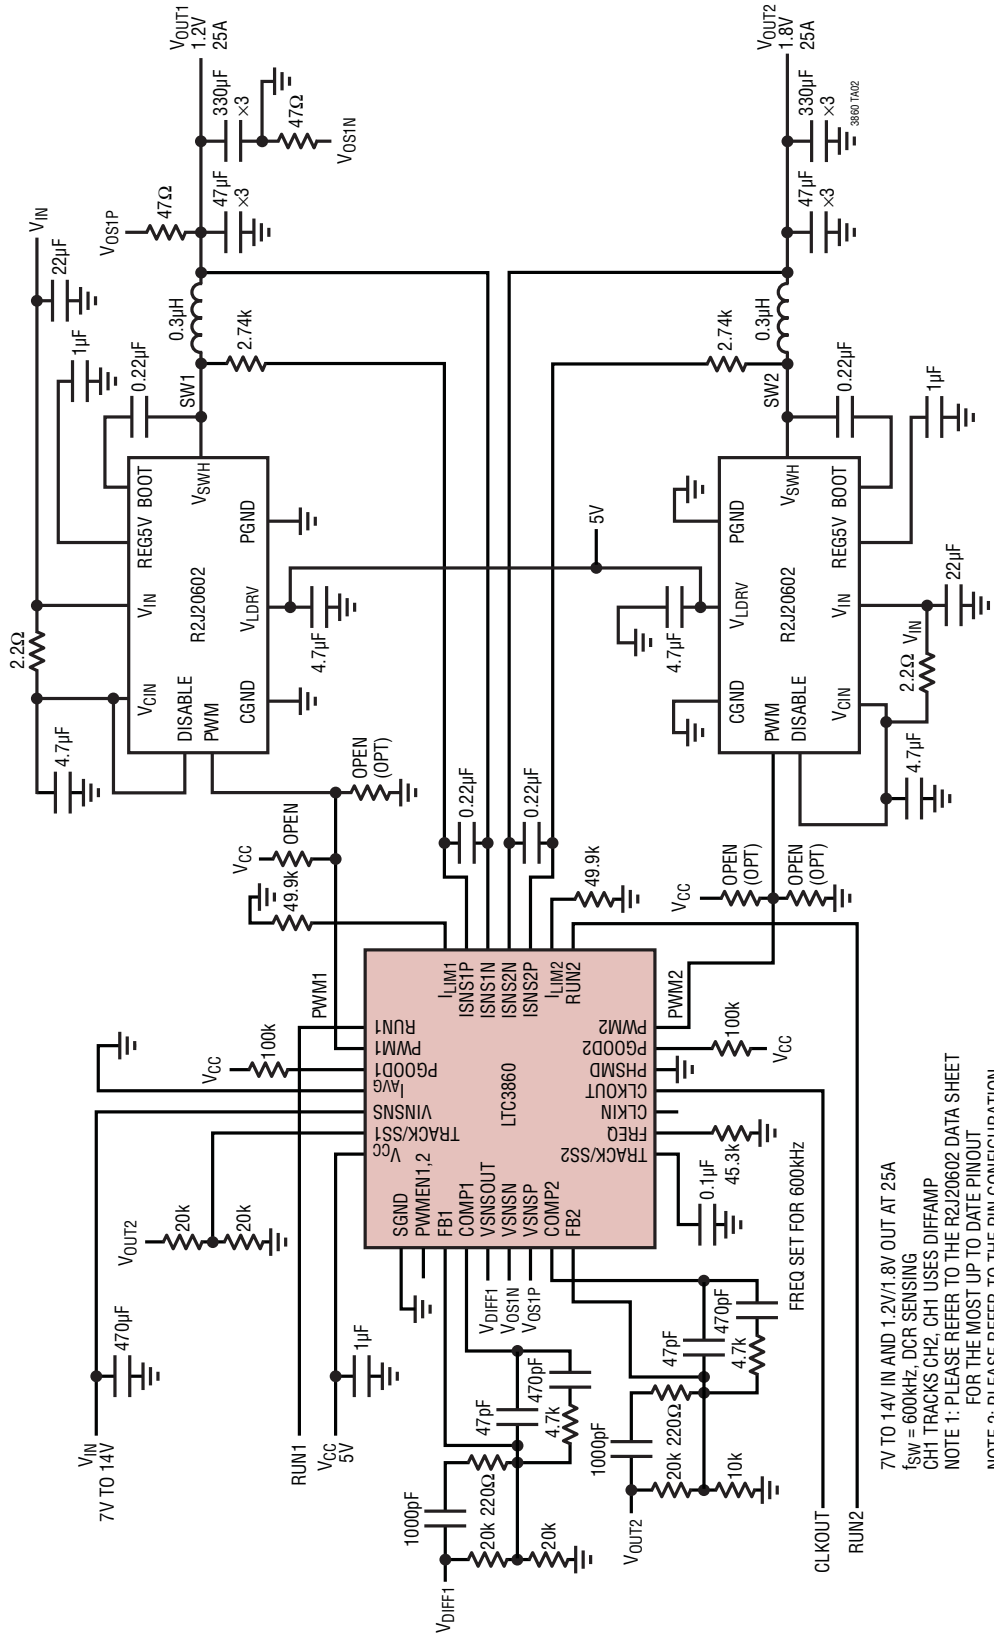 VIN
7V TO 14V
470µF
VOUT2
20k
20k
VCC
100k
RUN1
VCC
5V
1µF
PWM1
VCC
OPEN
OPEN
(OPT)
49.9k
4.7µF
2.2Ω
VIN
22µF
1µF
0.22µF
VCIN
VIN
REG5V
BOOT
DISABLE
PWM
R2J20602
VSWH
CGND
VLDRV
PGND
4.7µF
SW1
0.3µH
2.74k
VOS1P
47Ω
47µF
×3
330µF
×3
47Ω
VOS1N
VOUT1
1.2V
25A
5V
VCC
TRACK/SS1
VINSNS
IAVG
PGOOD1
PWM1
RUN1
SGND
PWMEN1,2
FB1
COMP1
VSNSOUT
VSNSN
VSNSP
COMP2
FB2
LTC3860
ILIM1
ISNS1P
ISNS1N
ISNS2N
ISNS2P
ILIM2
RUN2
TRACK/SS2
FREQ
CLKIN
CLKOUT
PHSMD
PGOOD2
PWM2
0.22µF
0.22µF
49.9k
VDIFF1
VOS1N
VOS1P
VDIFF1
1000pF
20k
220Ω
20k
47pF
4.7k
470pF
VOUT2
1000pF
20k
220Ω
10k
47pF
4.7k
470pF
0.1µF
45.3k
FREQ SET FOR 600kHz
100k
VCC
PWM2
VCC
OPEN
(OPT)
OPEN
(OPT)
4.7µF
CGND
VLDRV
PGND
PWM
DISABLE
R2J20602
VSWH
VCIN
VIN
REG5V
BOOT
4.7µF
2.2Ω
VIN
22µF
1µF
0.22µF
SW2
0.3µH
2.74k
47µF
×3
330µF
×3
VOUT2
1.8V
25A
3860 TA02
CLKOUT
RUN2
7V TO 14V IN AND 1.2V/1.8V OUT AT 25A
fSW = 600kHz, DCR SENSING
CH1 TRACKS CH2, CH1 USES DIFFAMP
NOTE 1: PLEASE REFER TO THE R2J20602 DATA SHEET
FOR THE MOST UP TO DATE PINOUT
NOTE 2: PLEASE REFER TO THE PIN CONFIGURATION